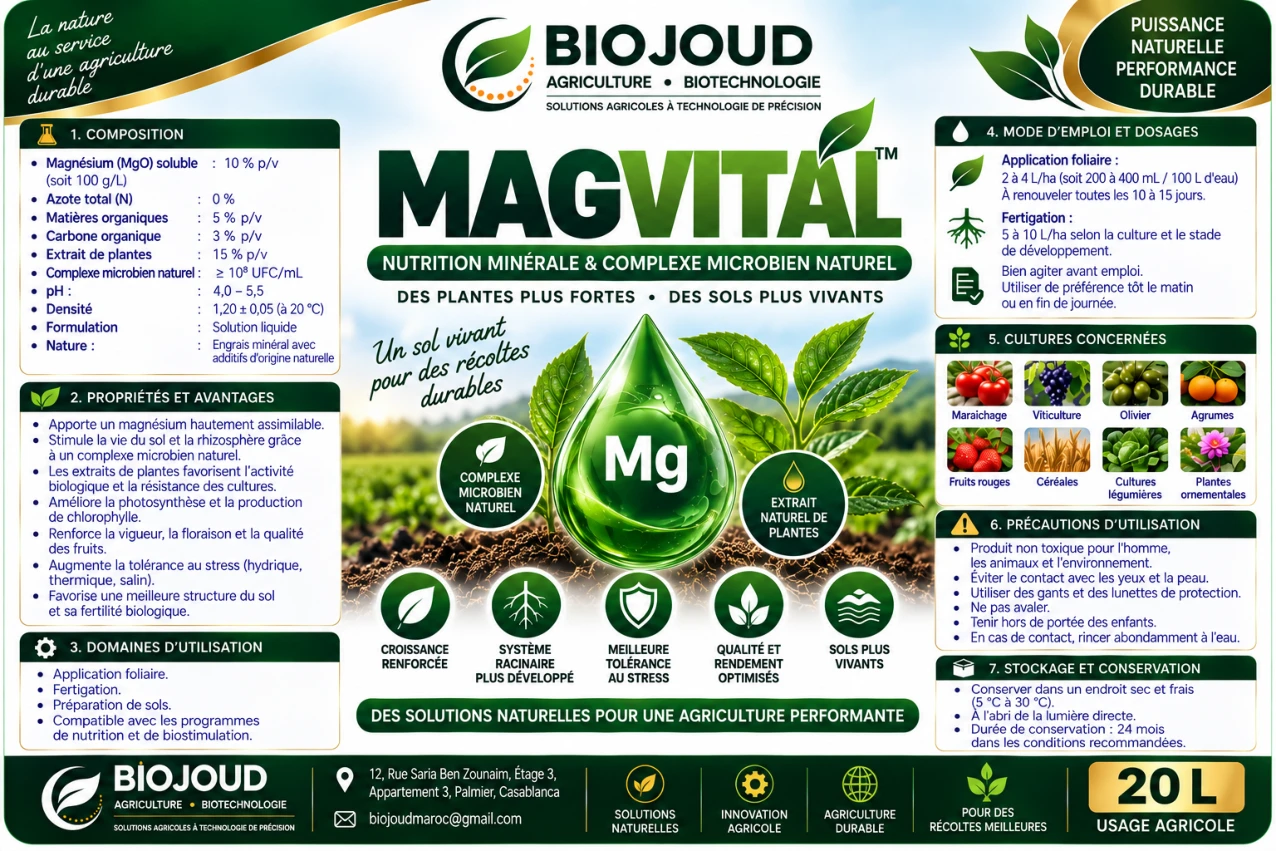 La nature
au service
d'une agriculture
durable
BIOJOUD
AGRICULTURE • BIOTECHNOLOGIE
SOLUTIONS AGRICOLES À TECHNOLOGIE DE PRÉCISION
PUISSANCE
NATURELLE
PERFORMANCE
DURABLE
MAGVITAL™
NUTRITION MINÉRALE & COMPLEXE MICROBIEN NATUREL
DES PLANTES PLUS FORTES • DES SOLS PLUS VIVANTS
Un sol vivant
pour des récoltes
durables
1. COMPOSITION
• Magnésium (MgO) soluble : 10 % p/v
(soit 100 g/L)
• Azote total (N) : 0 %
• Matières organiques : 5 % p/v
• Carbone organique : 3 % p/v
• Extrait de plantes : 15 % p/v
• Complexe microbien naturel : ≥ 10⁸ UFC/mL
• pH : 4,0 – 5,5
• Densité : 1,20 ± 0,05 (à 20 °C)
• Formulation : Solution liquide
• Nature : : Engrais minéral avec
additifs d'origine naturelle
2. PROPRIÉTÉS ET AVANTAGES
• Apporte un magnésium hautement assimilable.
• Stimule la vie du sol et la rhizosphère grâce
à un complexe microbien naturel.
• Les extraits de plantes favorisent l'activité
biologique et la résistance des cultures.
• Améliore la photosynthèse et la production
de chlorophylle.
• Renforce la vigueur, la floraison et la qualité
des fruits.
• Augmente la tolérance au stress (hydrique,
thermique, salin).
• Favorise une meilleure structure du sol
et sa fertilité biologique.
3. DOMAINES D'UTILISATION
• Application foliaire.
• Fertigation.
• Préparation de sols.
• Compatible avec les programmes
de nutrition et de biostimulation.
Mg
COMPLEXE
MICROBIEN
NATUREL
EXTRAIT
NATUREL DE
PLANTES
CROISSANCE
RENFORCÉE
SYSTÈME
RACINAIRE
PLUS DÉVELOPPÉ
MEILLEURE
TOLÉRANCE
AU STRESS
QUALITÉ ET
RENDEMENT
OPTIMISÉS
SOLS PLUS
VIVANTS
DES SOLUTIONS NATURELLES POUR UNE AGRICULTURE PERFORMANTE
4. MODE D'EMPLOI ET DOSAGES
Application foliaire :
2 à 4 L/ha (soit 200 à 400 mL / 100 L d'eau)
À renouveler toutes les 10 à 15 jours.
Fertigation :
5 à 10 L/ha selon la culture et le stade
de développement.
Bien agiter avant emploi.
Utiliser de préférence tôt le matin
ou en fin de journée.
5. CULTURES CONCERNÉES
Maraichage
Viticulture
Olivier
Agrumes
Fruits rouges
Céréales
Cultures
légumières
Plantes
ornementales
6. PRÉCAUTIONS D'UTILISATION
• Produit non toxique pour l'homme,
les animaux et l'environnement.
• Éviter le contact avec les yeux et la peau.
• Utiliser des gants et des lunettes de protection.
• Ne pas avaler.
• Tenir hors de portée des enfants.
• En cas de contact, rincer abondamment à l'eau.
7. STOCKAGE ET CONSERVATION
• Conserver dans un endroit sec et frais
(5 °C à 30 °C).
• À l'abri de la lumière directe.
• Durée de conservation : 24 mois
dans les conditions recommandées.
BIOJOUD
AGRICULTURE • BIOTECHNOLOGIE
SOLUTIONS AGRICOLES À TECHNOLOGIE DE PRÉCISION
12, Rue Saria Ben Zounaim, Étage 3,
Appartement 3, Palmier, Casablanca
biojoudmaroc@gmail.com
SOLUTIONS
NATURELLES
INNOVATION
AGRICOLE
AGRICULTURE
DURABLE
POUR DES
RÉCOLTES MEILLEURES
20 L
USAGE AGRICOLE